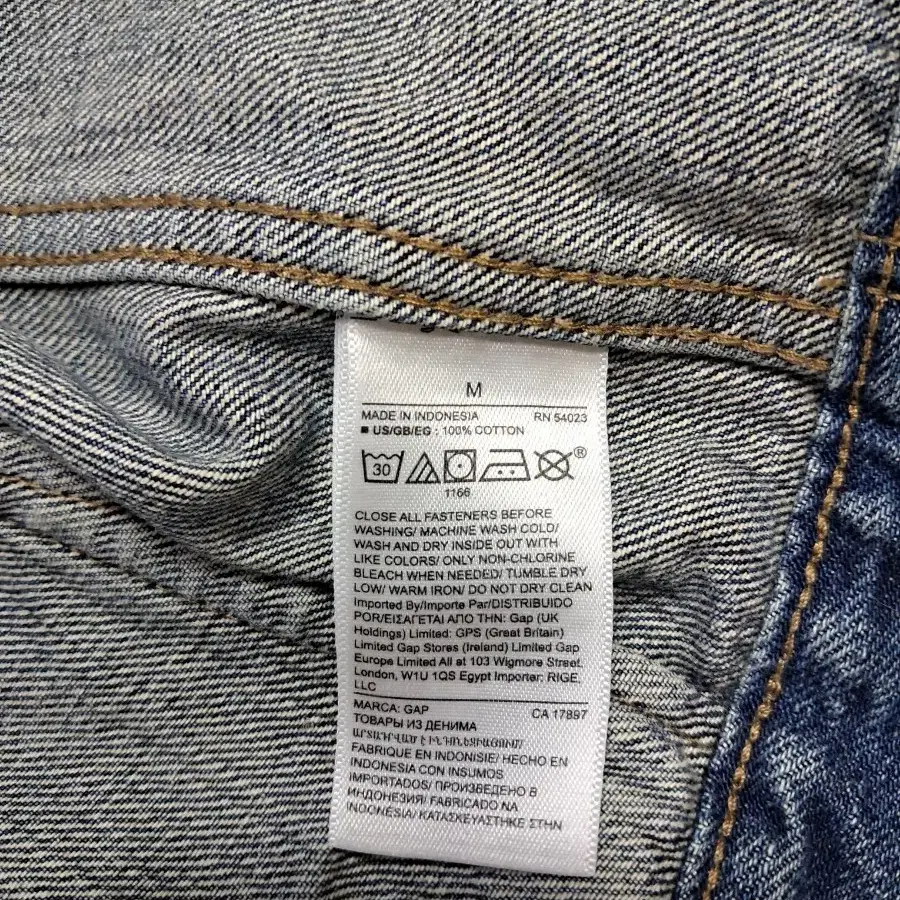 M
MADE IN INDONESIA RN 54023
■ US/GB/EG : 100% COTTON
30 ®
1166
CLOSE ALL FASTENERS BEFORE
WASHING/ MACHINE WASH COLD/
WASH AND DRY INSIDE OUT WITH
LIKE COLORS/ ONLY NON-CHLORINE
BLEACH WHEN NEEDED/ TUMBLE DRY
LOW/ WARM IRON/ DO NOT DRY CLEAN
Imported By/Importe Par/DISTRIBUIDO
POR/ΕΙΣΑΓΕΤΑΙ ΑΠΟ ΤΗΝ: Gap (UK
Holdings) Limited: GPS (Great Britain)
Limited Gap Stores (Ireland) Limited Gap
Europe Limited All at 103 Wigmore Street,
London, W1U 1QS Egypt Importer: RIGE,
LLC
MARCA: GAP CA 17897
ТОВАРЫ ИЗ ДЕНИМА
FABRIQUE EN INDONESIE/ HECHO EN
INDONESIA CON INSUMOS
IMPORTADOS/ ПРОИЗВЕДЕНО В
ИНДОНЕЗИЯ/ FABRICADO NA
INDONESIA/ ΚΑΤΑΣΚΕΥΑΣΤΗΚΕ ΣΤΗΝ